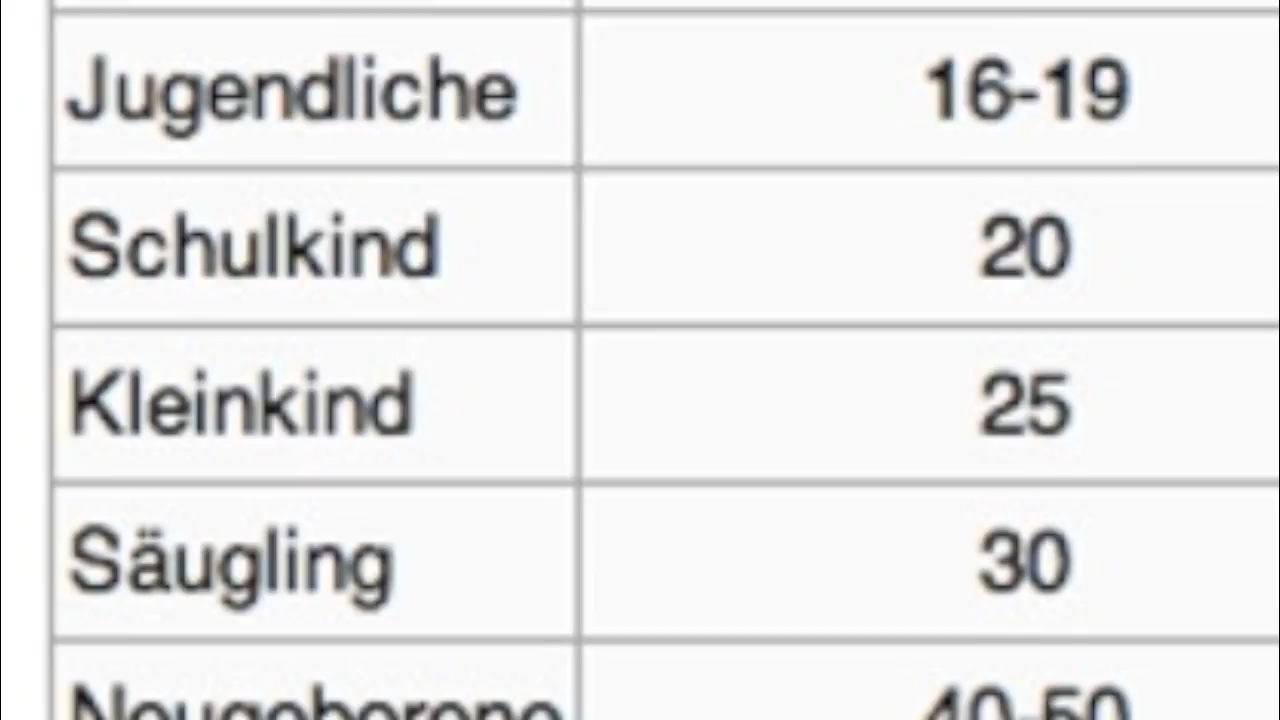 Jugendliche 16-19
Schulkind 20
Kleinkind 25
Säugling 30
Neugeborene 40-50